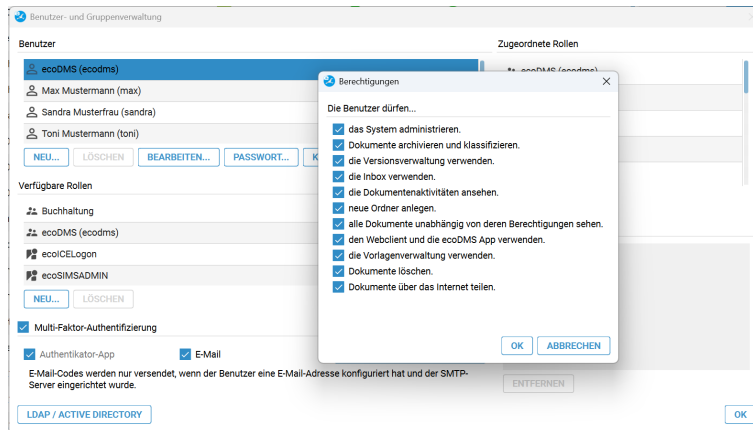 Benutzer- und Gruppenverwaltung
Benutzer
Zugeordnete Rollen
ecoDMS (ecodms)
Max Mustermann (max)
Sandra Musterfrau (sandra)
Toni Mustermann (toni)
NEU...
LÖSCHEN
BEARBEITEN...
PASSWORT...
K
Verfügbare Rollen
Buchhaltung
ecoDMS (ecodms)
ecoICELogon
ecoSIMSADMIN
NEU...
LÖSCHEN
Multi-Faktor-Authentifizierung
Authentikator-App
E-Mail
E-Mail-Codes werden nur versendet, wenn der Benutzer eine E-Mail-Adresse konfiguriert hat und der SMTP-
Server eingerichtet wurde.
LDAP / ACTIVE DIRECTORY
ecoDMS (ecodms)
Berechtigungen
Die Benutzer dürfen...
das System administrieren.
Dokumente archivieren und klassifizieren.
die Versionsverwaltung verwenden.
die Inbox verwenden.
die Dokumentenaktivitäten ansehen.
neue Ordner anlegen.
alle Dokumente unabhängig von deren Berechtigungen sehen.
den Webclient und die ecoDMS App verwenden.
die Vorlagenverwaltung verwenden.
Dokumente löschen.
Dokumente über das Internet teilen.
OK
ABBRECHEN
ENTFERNEN
OK